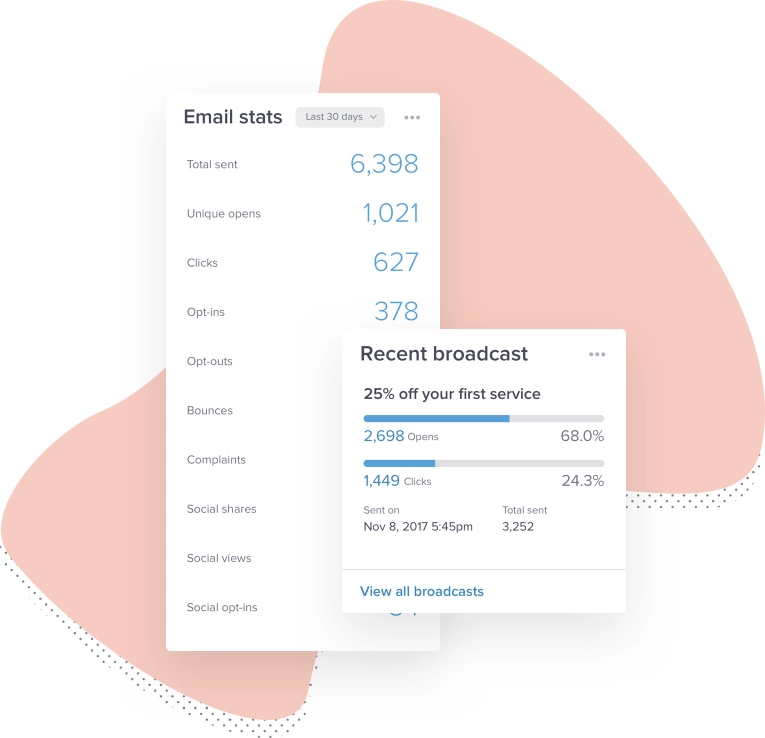 Email stats Last 30 days
Total sent 6,398
Unique opens 1,021
Clicks 627
Opt-ins 378
Opt-outs
Bounces
Complaints
Social shares
Social views
Social opt-ins
Recent broadcast
25% off your first service
2,698 Opens 68.0%
1,449 Clicks 24.3%
Sent on Total sent
Nov 8, 2017 5:45pm 3,252
View all broadcasts